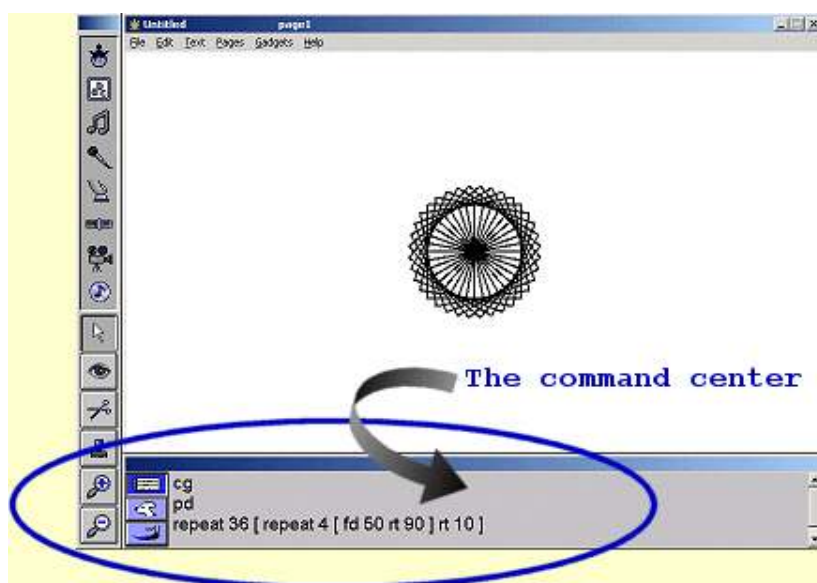 Untitled page1
File Edit Text Pages Gadgets Help
The command center
cg
pd
repeat 36 [ repeat 4 [ fd 50 rt 90 ] rt 10 ]